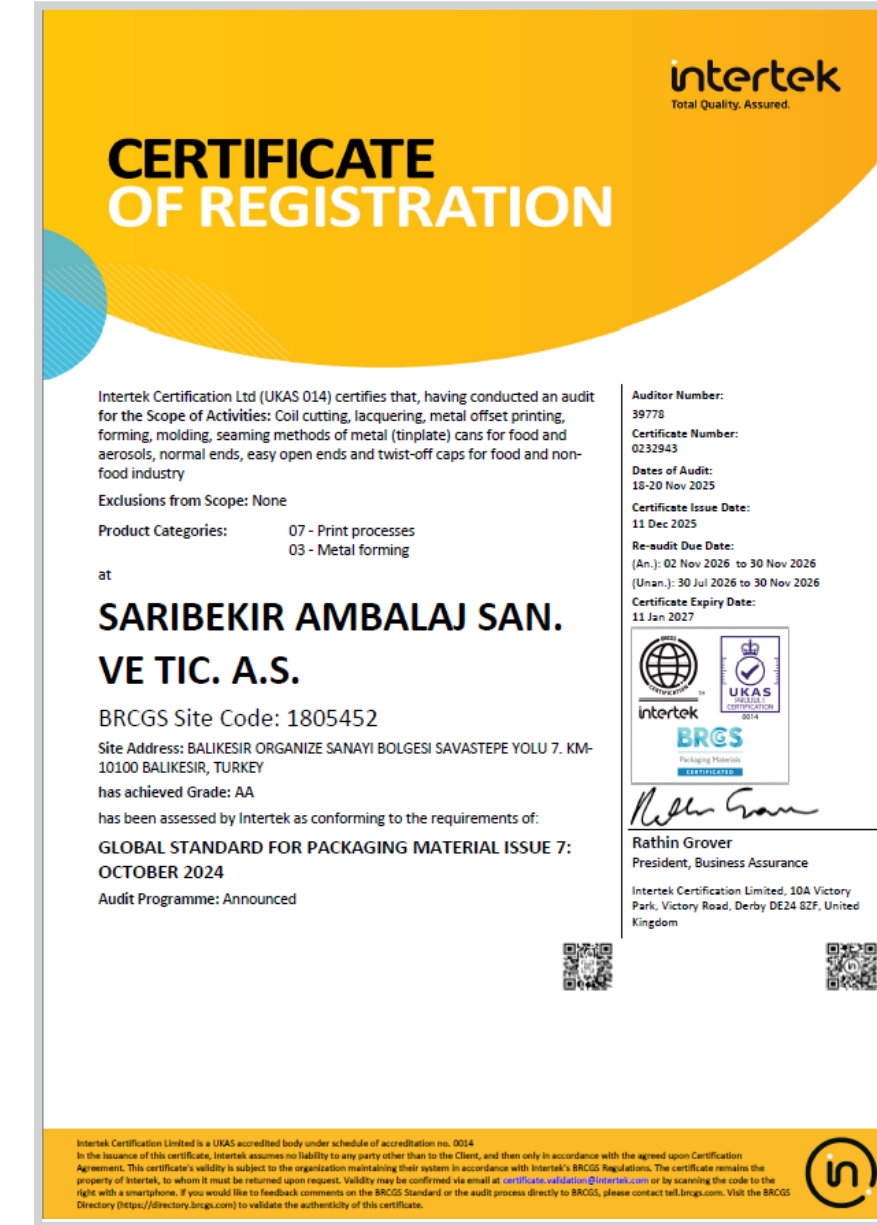 intertek
Total Quality. Assured.
CERTIFICATE
OF REGISTRATION
Intertek Certification Ltd (UKAS 014) certifies that, having conducted an audit
for the Scope of Activities: Coil cutting, lacquering, metal offset printing,
forming, molding, seaming methods of metal (tinplate) cans for food and
aerosols, normal ends, easy open ends and twist-off caps for food and non-
food industry
Exclusions from Scope: None
Product Categories: 07 - Print processes
03 - Metal forming
at
SARIBEKIR AMBALAJ SAN.
VE TIC. A.S.
BRCGS Site Code: 1805452
Site Address: BALIKESIR ORGANIZE SANAYI BOLGESI SAVASTEPE YOLU 7. KM-
10100 BALIKESIR, TURKEY
has achieved Grade: AA
has been assessed by Intertek as conforming to the requirements of:
GLOBAL STANDARD FOR PACKAGING MATERIAL ISSUE 7:
OCTOBER 2024
Audit Programme: Announced
Auditor Number:
39778
Certificate Number:
0232943
Dates of Audit:
18-20 Nov 2025
Certificate Issue Date:
11 Dec 2025
Re-audit Due Date:
(An.): 02 Nov 2026 to 30 Nov 2026
(Unan.): 30 Jul 2026 to 30 Nov 2026
Certificate Expiry Date:
11 Jan 2027
BRCGS
CERTIFICATION
TM
intertek
UKAS
CERTIFICATION
0014
BRCGS
Packaging Materials
CERTIFICATED
Rathin Grover
President, Business Assurance
Intertek Certification Limited, 10A Victory
Park, Victory Road, Derby DE24 8ZF, United
Kingdom
Intertek Certification Limited is a UKAS accredited body under schedule of accreditation no. 0014
In the issuance of this certificate, Intertek assumes no liability to any party other than to the Client, and then only in accordance with the agreed upon Certification
Agreement. This certificate's validity is subject to the organization maintaining their system in accordance with Intertek's BRCGS Regulations. The certificate remains the
property of Intertek, to whom it must be returned upon request. Validity may be confirmed via email at certificate.validation@intertek.com or by scanning the code to the
right with a smartphone. If you would like to feedback comments on the BRCGS Standard or the audit process directly to BRCGS, please contact tell.brcgs.com. Visit the BRCGS
Directory (https://directory.brcgs.com) to validate the authenticity of this certificate.
in